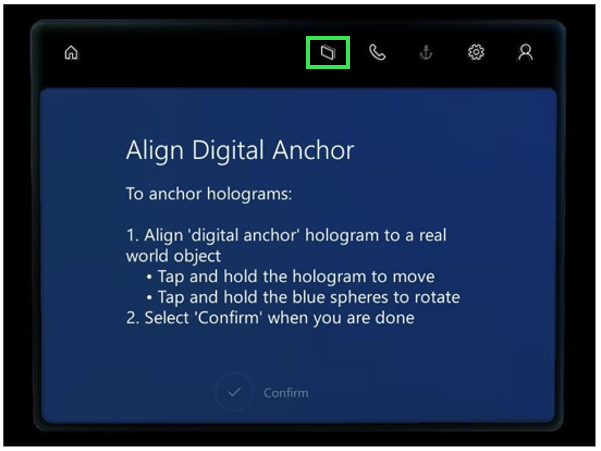 Align Digital Anchor
To anchor holograms:
1. Align 'digital anchor' hologram to a real
world object
• Tap and hold the hologram to move
• Tap and hold the blue spheres to rotate
2. Select 'Confirm' when you are done
Confirm